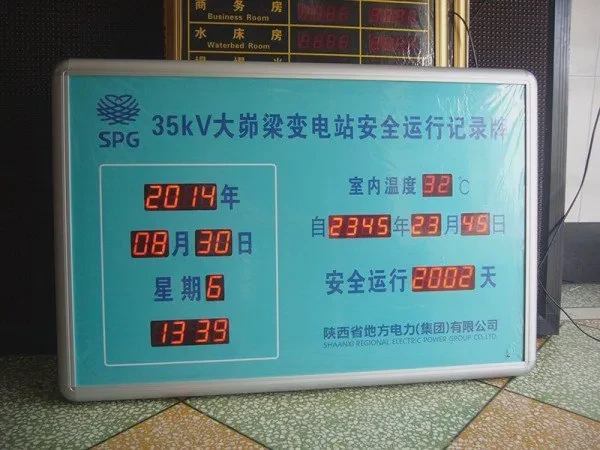 商务房
Business Room
水床房
Waterbed Room
SPG
35kV大峁梁变电站安全运行记录牌
2014年
08月30日
星期6
1339
室内温度32℃
自2345年23月45日
安全运行2002天
陕西省地方电力(集团)有限公司
SHAANXI REGIONAL ELECTRIC POWER GROUP CO.,LTD.